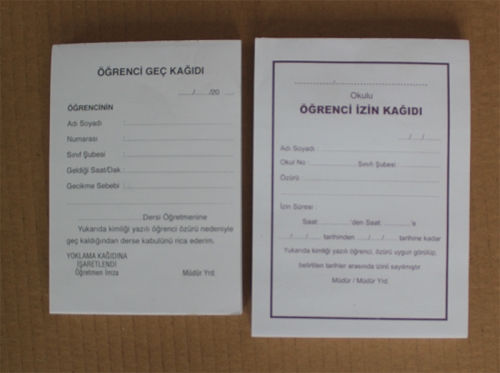 ÖĞRENCİ GEÇ KAĞIDI
...../...../20
ÖĞRENCİNİN
Adı Soyadı :
Numarası :
Sınıf Şubesi :
Geldiği Saat/Dak :
Gecikme Sebebi :
Dersi Öğretmenine
Yukarıda kimliği yazılı öğrenci özürü nedeniyle
geç kaldığından derse kabulünü rica ederim.
YOKLAMA KAĞIDINA
İŞARETLENDİ
Öğretmen İmza Müdür Yrd.
Okulu
ÖĞRENCİ İZİN KAĞIDI
..../..../
Adı Soyadı :
Okul No : Sınıfı Şubesi :
Özürü :
İzin Süresi :
Saat 'den Saat 'e
..../..../.... tarihinden ..../..../.... tarihine kadar
Yukarıda kimliği yazılı öğrenci, özürü uygun görülüp,
belirtilen tarihler arasında izinli sayılmıştır.
Müdür / Müdür Yrd.